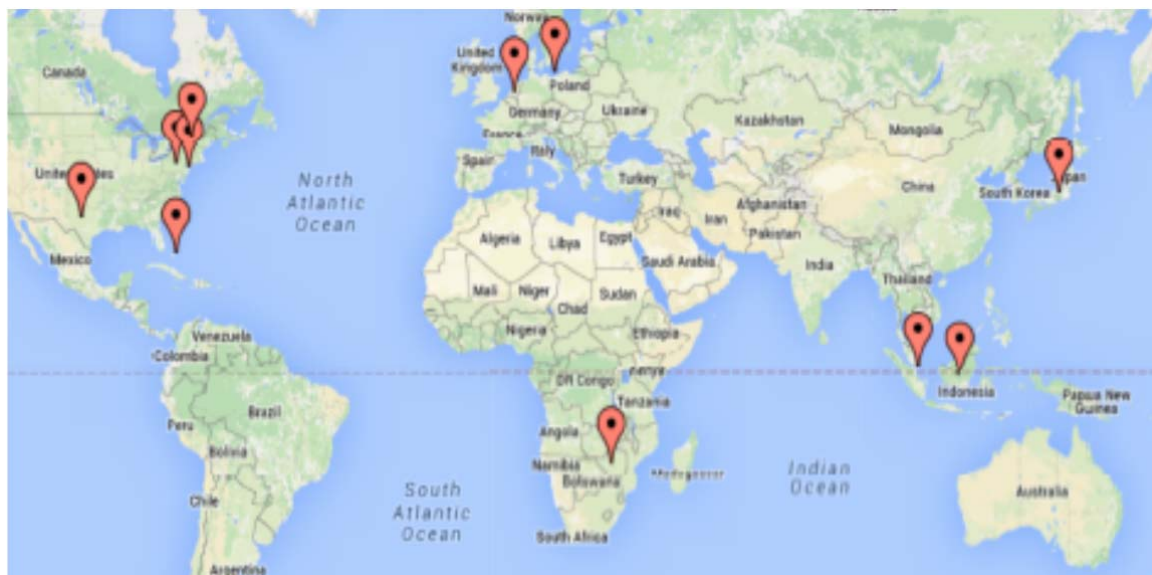 Norway
United
Kingdom
Canada
Poland
Germany
Ukraine
Kazakhstan
Mongolia
France
Italy
Spain
Turkey
China
South Korea
Japan
North
Atlantic
Ocean
Afghanistan
Iraq
Iran
Pakistan
Algeria
Libya
Egypt
Saudi Arabia
India
Thailand
Mexico
Mali
Niger
Chad
Sudan
Nigeria
Ethiopia
Venezuela
Colombia
DR Congo
Kenya
Tanzania
Indonesia
Papua New
Guinea
Brazil
Peru
Angola
Bolivia
Namibia
Botswana
Madagascar
Indian
Ocean
Chile
South
Atlantic
Ocean
Australia
South Africa
Argentina